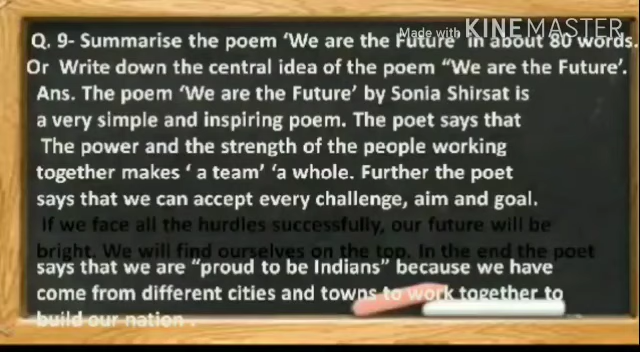 Made with KINEMASTER
Q. 9- Summarise the poem ‘We are the Future’ in about 80 words.
Or Write down the central idea of the poem “We are the Future’.
Ans. The poem ‘We are the Future’ by Sonia Shirsat is
a very simple and inspiring poem. The poet says that
The power and the strength of the people working
together makes ‘ a team’ ‘a whole. Further the poet
says that we can accept every challenge, aim and goal.
If we face all the hurdles successfully, our future will be
bright. We will find ourselves on the top. In the end the poet
says that we are “proud to be Indians” because we have
come from different cities and towns to work together to
build our nation .